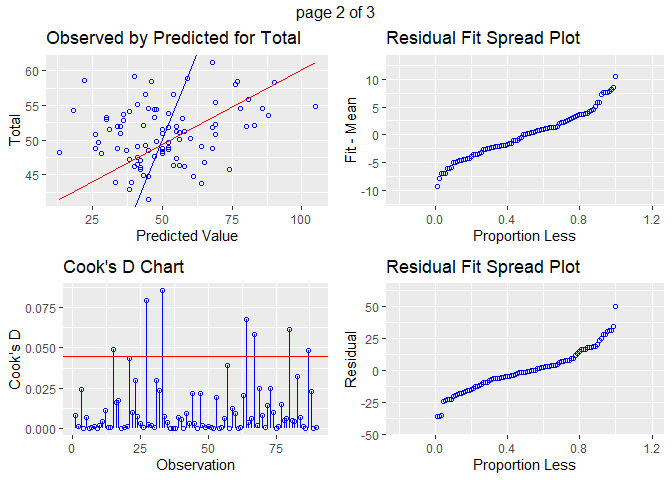 page 2 of 3
Observed by Predicted for Total
Total
60
55
50
45
25
50
75
100
Predicted Value
Residual Fit Spread Plot
Fit - Mean
10
5
0
-5
-10
0.0
0.4
0.8
1.2
Proportion Less
Cook's D Chart
Cook's D
0.075
0.050
0.025
0.000
0
25
50
75
Observation
Residual Fit Spread Plot
Residual
50
25
0
-25
-50
0.0
0.4
0.8
1.2
Proportion Less